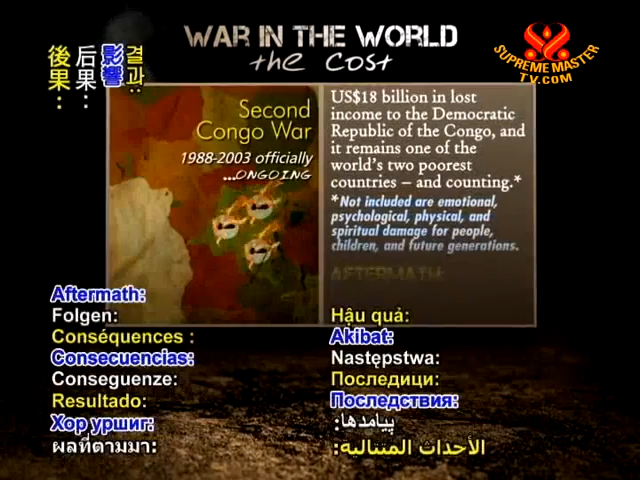 WAR IN THE WORLD
the cost
SUPREME MASTER
TV.COM
後果：
后果：
影響
결과:
Second
Congo War
1988-2003 officially
...ONGOING
US$18 billion in lost
income to the Democratic
Republic of the Congo, and
it remains one of the
world's two poorest
countries – and counting.*
*Not included are emotional,
psychological, physical, and
spiritual damage for people,
children, and future generations.
AFTERMATH:
Aftermath:
Folgen:
Conséquences :
Consecuencias:
Conseguenze:
Resultado:
Хор уршиг:
ผลที่ตามมา:
Hậu quả:
Akibat:
Następstwa:
Последици:
Последствия:
پیامدها:
الأحداث المتتالية: